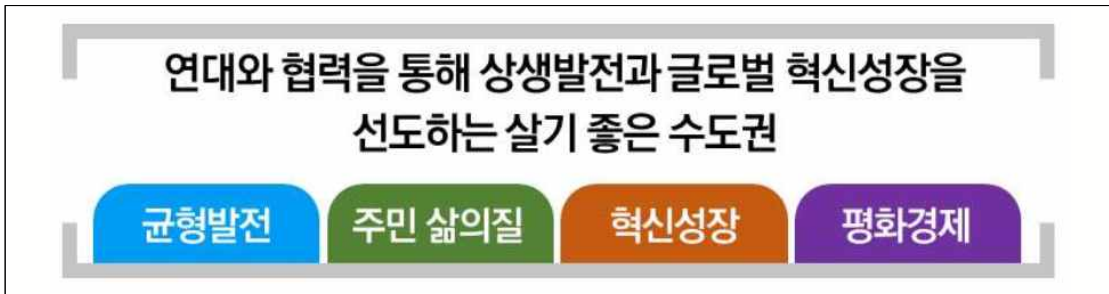 연대와 협력을 통해 상생발전과 글로벌 혁신성장을
선도하는 살기 좋은 수도권
균형발전 주민 삶의질 혁신성장 평화경제